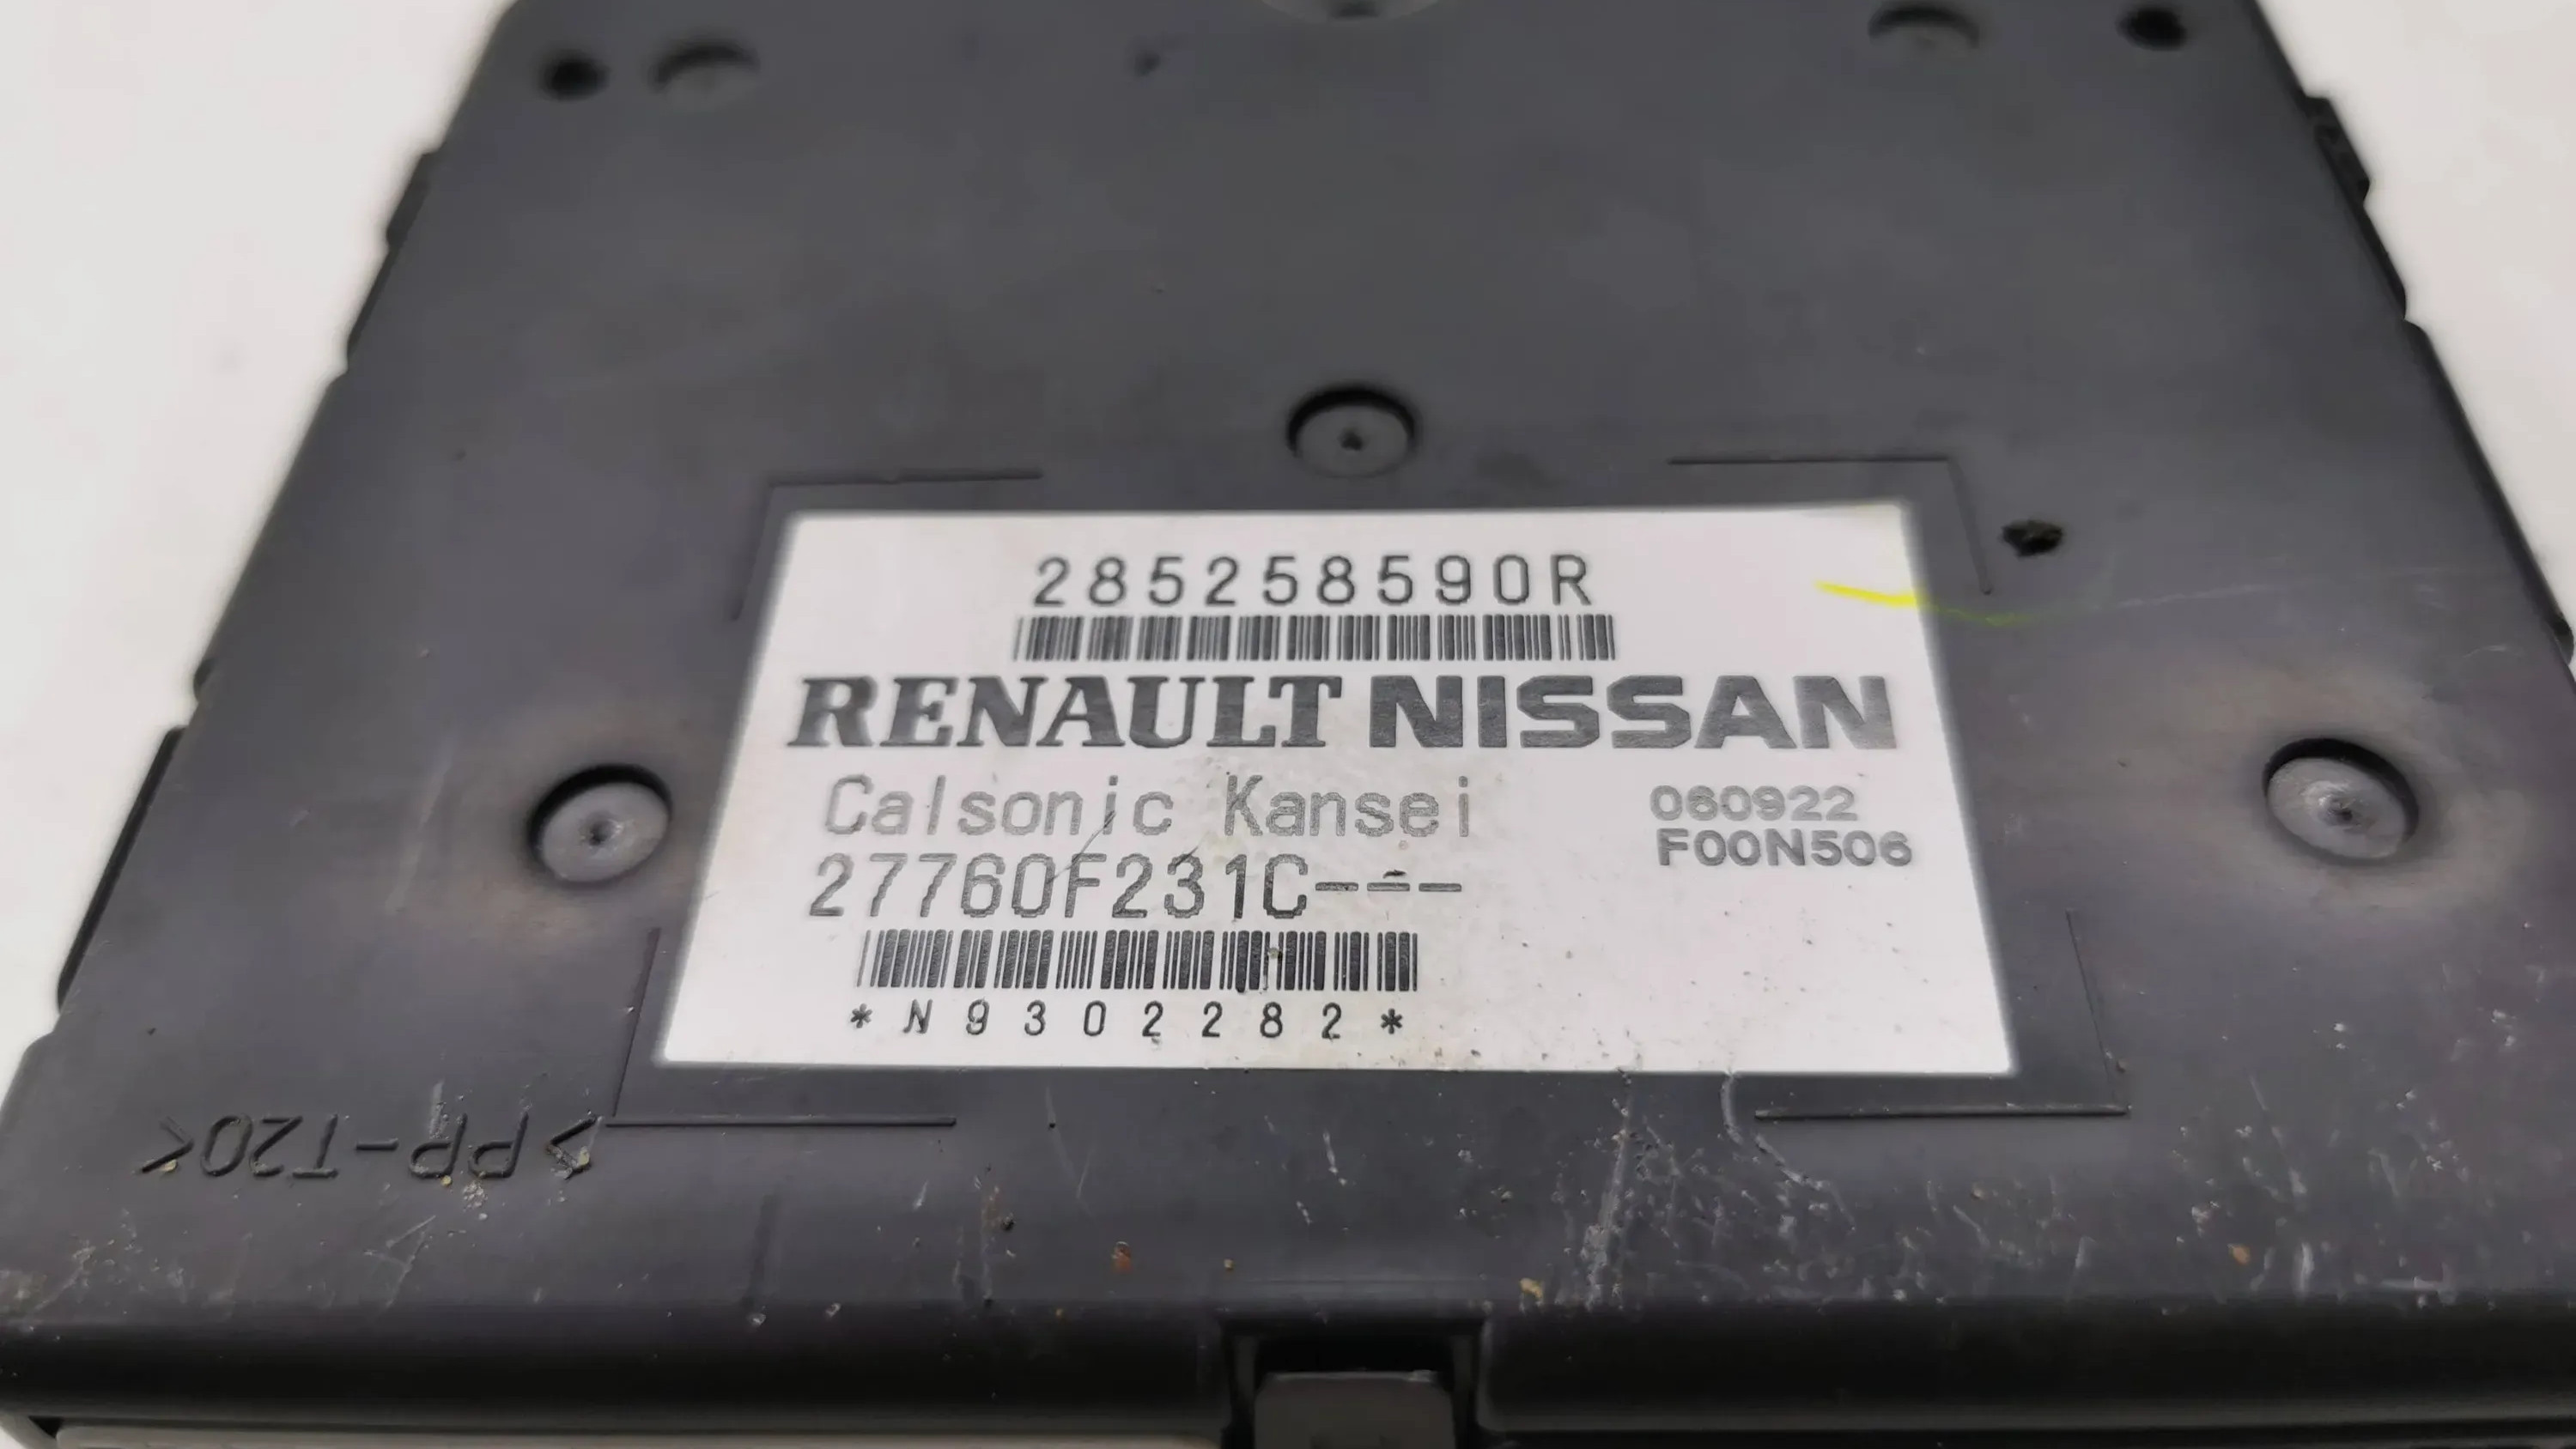 285258590R
RENAULT NISSAN
Calsonic Kansei
060922
F00N506
27760F231C---
*N9302282*
>PP-T20<